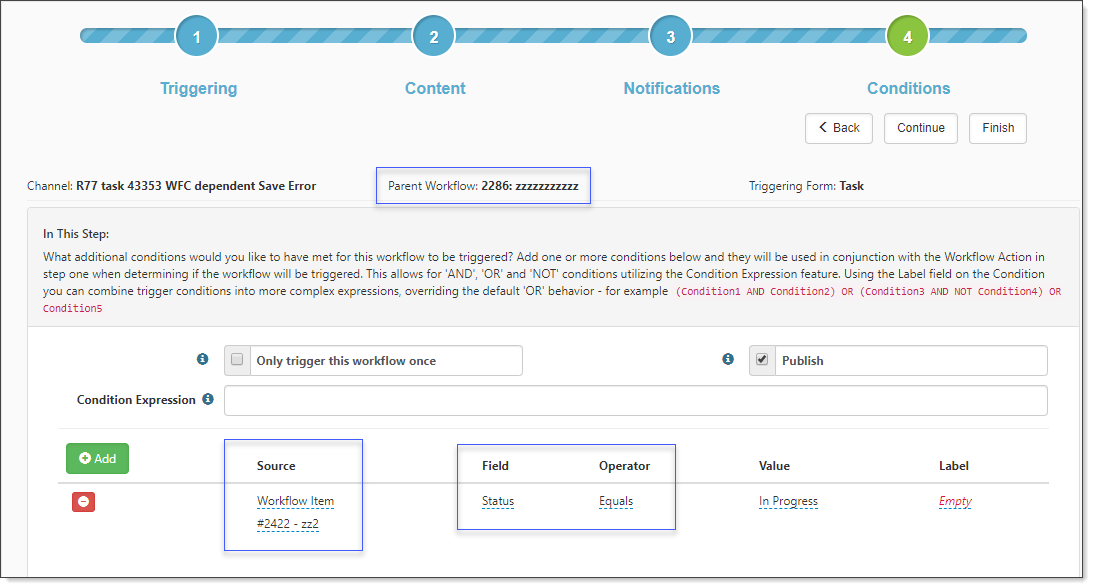 1 2 3 4
Triggering Content Notifications Conditions
Back Continue Finish
Channel: R77 task 43353 WFC dependent Save Error Parent Workflow: 2286: zzzzzzzzzzz Triggering Form: Task
In This Step:
What additional conditions would you like to have met for this workflow to be triggered? Add one or more conditions below and they will be used in conjunction with the Workflow Action in
step one when determining if the workflow will be triggered. This allows for 'AND', 'OR' and 'NOT' conditions utilizing the Condition Expression feature. Using the Label field on the Condition
you can combine trigger conditions into more complex expressions, overriding the default 'OR' behavior - for example (Condition1 AND Condition2) OR (Condition3 AND NOT Condition4) OR
Condition5
Only trigger this workflow once Publish
Condition Expression
Add Source Field Operator Value Label
Workflow Item Status Equals In Progress Empty
#2422 - zz2